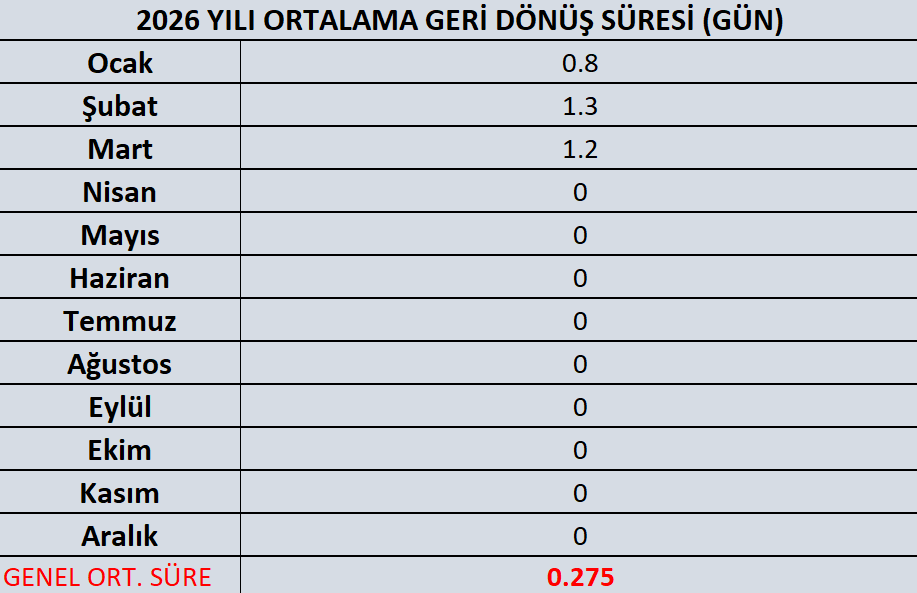 2026 YILI ORTALAMA GERİ DÖNÜŞ SÜRESİ (GÜN)
Ocak 0.8
Şubat 1.3
Mart 1.2
Nisan 0
Mayıs 0
Haziran 0
Temmuz 0
Ağustos 0
Eylül 0
Ekim 0
Kasım 0
Aralık 0
GENEL ORT. SÜRE 0.275